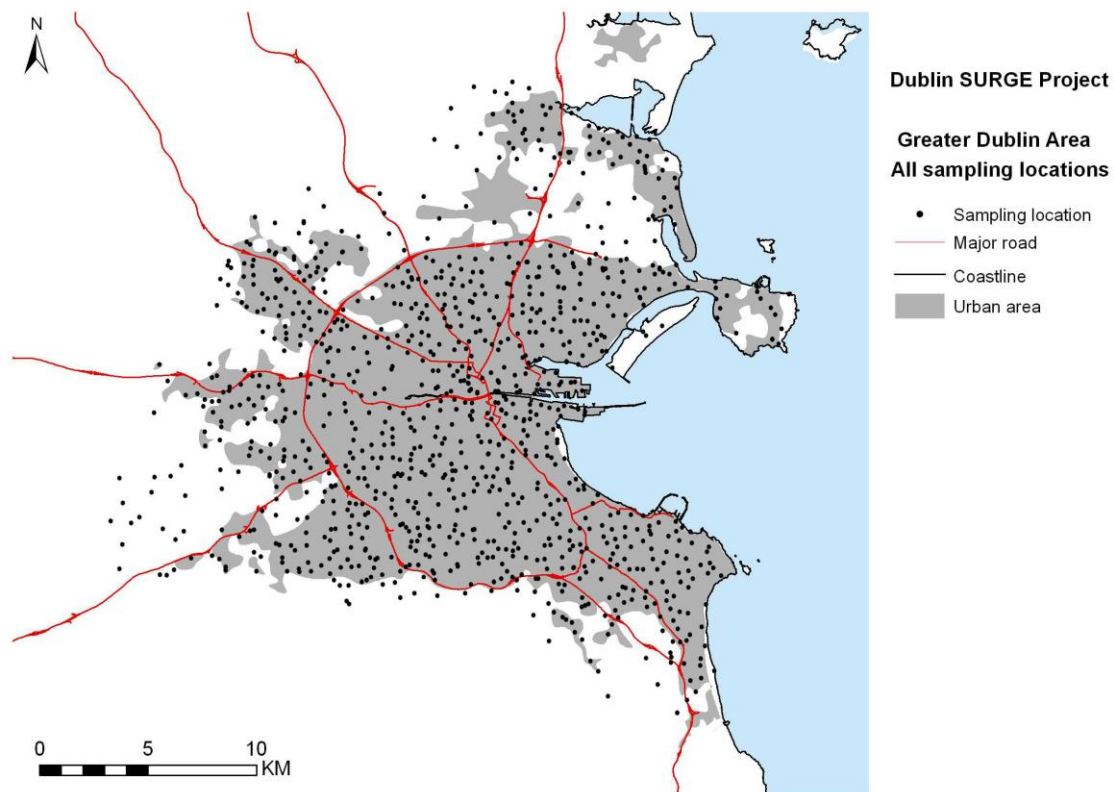 N
Dublin SURGE Project
Greater Dublin Area
All sampling locations
Sampling location
Major road
Coastline
Urban area
0 5 10
KM